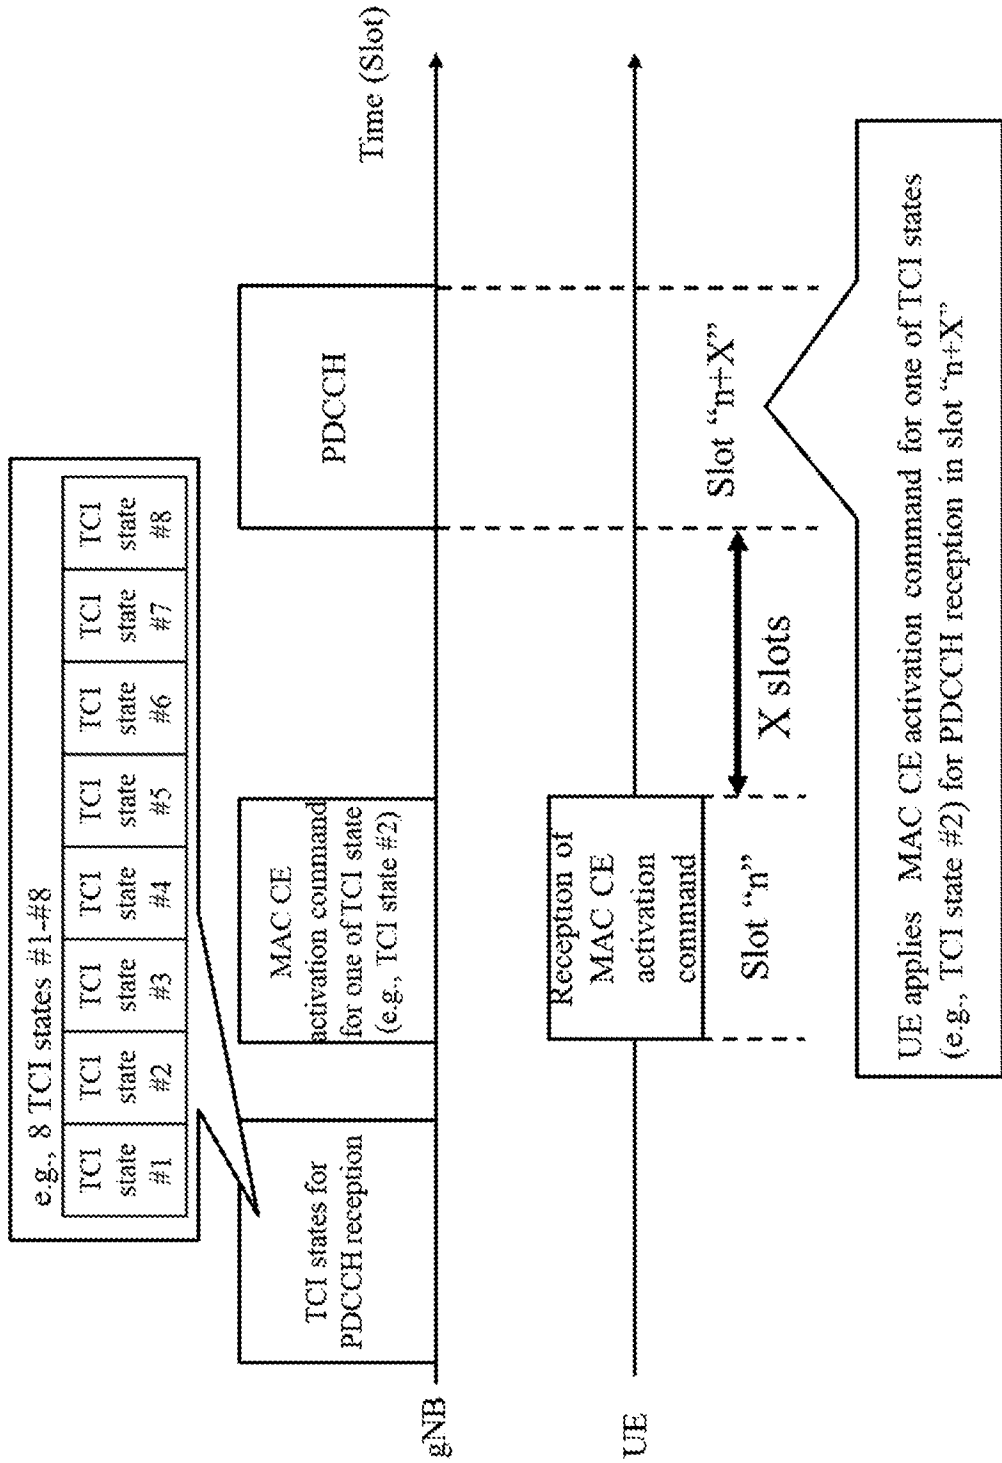 e.g., 8 TCI states #1-#8
TCI
state
#1
TCI
state
#2
TCI
state
#3
TCI
state
#4
TCI
state
#5
TCI
state
#6
TCI
state
#7
TCI
state
#8
TCI states for
PDCCH reception
MAC CE
activation command
for one of TCI state
(e.g., TCI state #2)
PDCCH
Time (Slot)
gNB
UE
Reception of
MAC CE
activation
command
Slot “n”
X slots
Slot “n+X”
UE applies MAC CE activation command for one of TCI states
(e.g., TCI state #2) for PDCCH reception in slot “n+X”